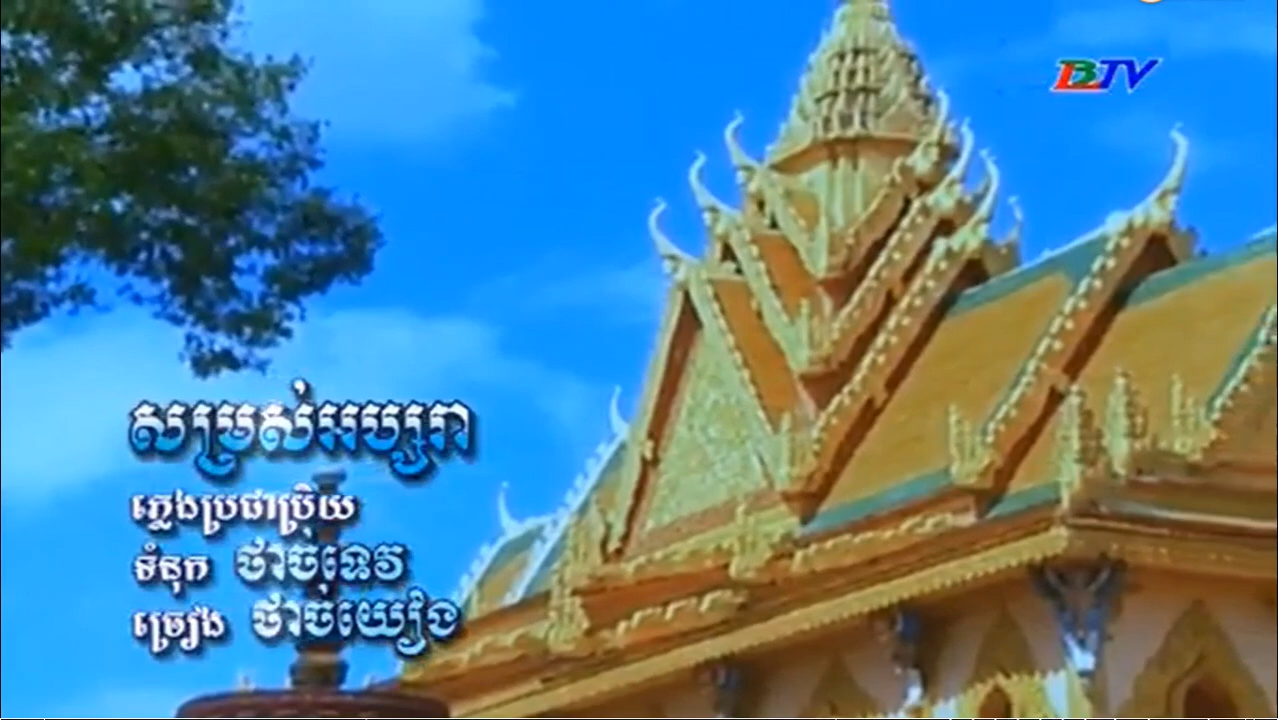 BTV
សម្រស់អប្សរា
ភ្លេងប្រជាប្រិយ
ទំនុក ថាច់ទេវ
ច្រៀង ថាច់យឿង